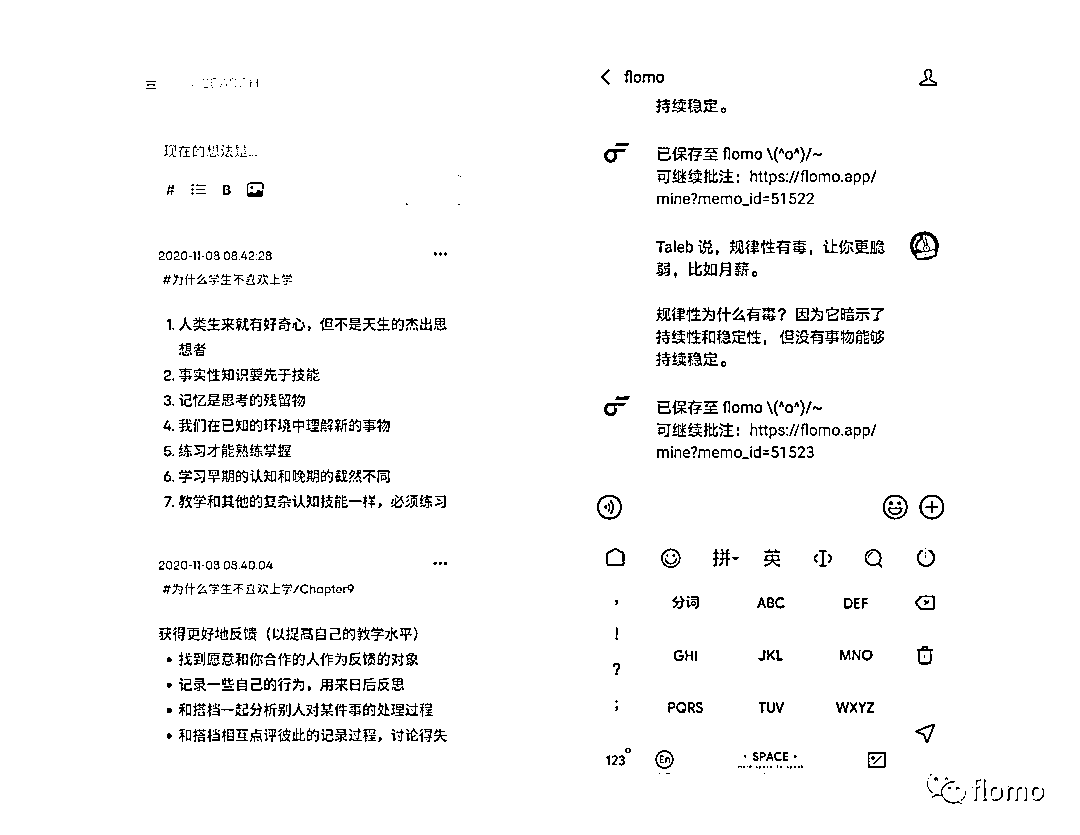 现在的想法是...
# B
2020-11-03 08:42:28
#为什么学生不喜欢上学
1. 人类生来就有好奇心，但不是天生的杰出思
想者
2. 事实性知识要先于技能
3. 记忆是思考的残留物
4. 我们在已知的环境中理解新的事物
5. 练习才能熟练掌握
6. 学习早期的认知和晚期的截然不同
7. 教学和其他的复杂认知技能一样，必须练习
2020-11-03 08:40:04
#为什么学生不喜欢上学/Chapter9
获得更好地反馈（以提高自己的教学水平）
• 找到愿意和你合作的人作为反馈的对象
• 记录一些自己的行为，用来日后反思
• 和搭档一起分析别人对某件事的处理过程
• 和搭档相互点评彼此的记录过程，讨论得失
flomo
持续稳定。
已保存至 flomo \(^o^)/~
可继续批注：https://flomo.app/
mine?memo_id=51522
Taleb 说，规律性有毒，让你更脆
弱，比如月薪。
规律性为什么有毒？因为它暗示了
持续性和稳定性，但没有事物能够
持续稳定。
已保存至 flomo \(^o^)/~
可继续批注：https://flomo.app/
mine?memo_id=51523
拼 英
， 分词 ABC DEF
！
GHI JKL MNO
？
； PQRS TUV WXYZ
123 En · SPACE ·
flomo